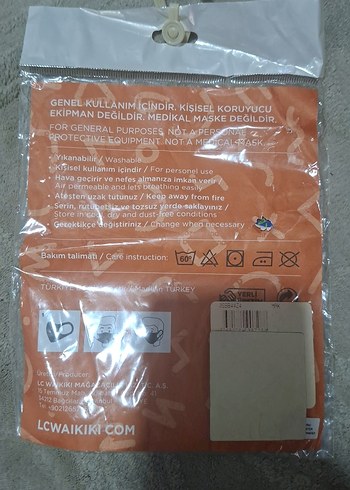 GENEL KULLANIM İÇİNDİR. KİŞİSEL KORUYUCU
EKİPMAN DEĞİLDİR. MEDİKAL MASKE DEĞİLDİR.
FOR GENERAL PURPOSES. NOT A PERSONAL
PROTECTIVE EQUIPMENT. NOT A MEDICAL MASK.
- Yıkanabilir / Washable
- Kişisel kullanım içindir / For personel use
- Hava geçirir ve nefes almanıza imkan verir /
Air permeable and lets breathing easily
- Ateşten uzak tutunuz / Keep away from fire
- Serin, rutubetsiz ve tozsuz yerde saklayınız /
Store in cool, dry and dust-free conditions
- Gerektikçe değiştiriniz / Change when necessary
Bakım talimatı / Care instruction:
60°
TURKEY
YERLİ
Producer:
LC WAIKIKI A.Ş.
LCWAIKIKI.COM